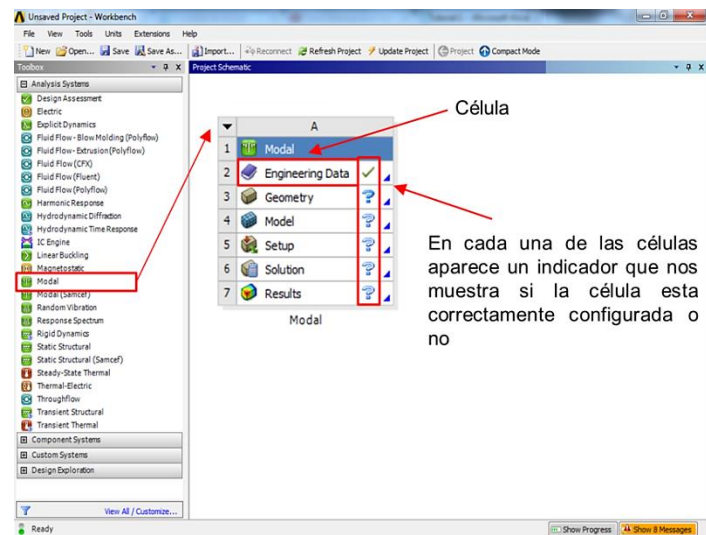 Unsaved Project - Workbench
File View Tools Units Extensions Help
New Open... Save Save As... Import... Reconnect Refresh Project Update Project Project Compact Mode
Toolbox
Project Schematic
Analysis Systems
Design Assessment
Electric
Explicit Dynamics
Fluid Flow - Blow Molding (Polyflow)
Fluid Flow - Extrusion (Polyflow)
Fluid Flow (CFX)
Fluid Flow (Fluent)
Fluid Flow (Polyflow)
Harmonic Response
Hydrodynamic Diffraction
Hydrodynamic Time Response
IC Engine
Linear Buckling
Magnetostatic
Modal
Modal (Samcef)
Random Vibration
Response Spectrum
Rigid Dynamics
Static Structural
Static Structural (Samcef)
Steady-State Thermal
Thermal-Electric
Throughflow
Transient Structural
Transient Thermal
Component Systems
Custom Systems
Design Exploration
View All / Customize...
A
1 Modal
2 Engineering Data
3 Geometry ?
4 Model ?
5 Setup ?
6 Solution ?
7 Results ?
Modal
Célula
En cada una de las células
aparece un indicador que nos
muestra si la célula esta
correctamente configurada o
no
Ready
Show Progress
Show 8 Messages